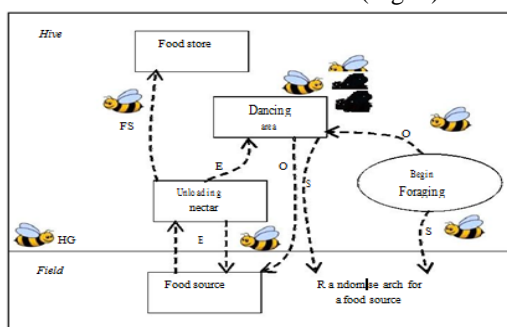 Hive
Food store
FS
Dancing
area
O
E
O
S
Begin
Foraging
Unloading
nectar
S
HG
E
Field
Food source
R a ndomise arch for
a food source